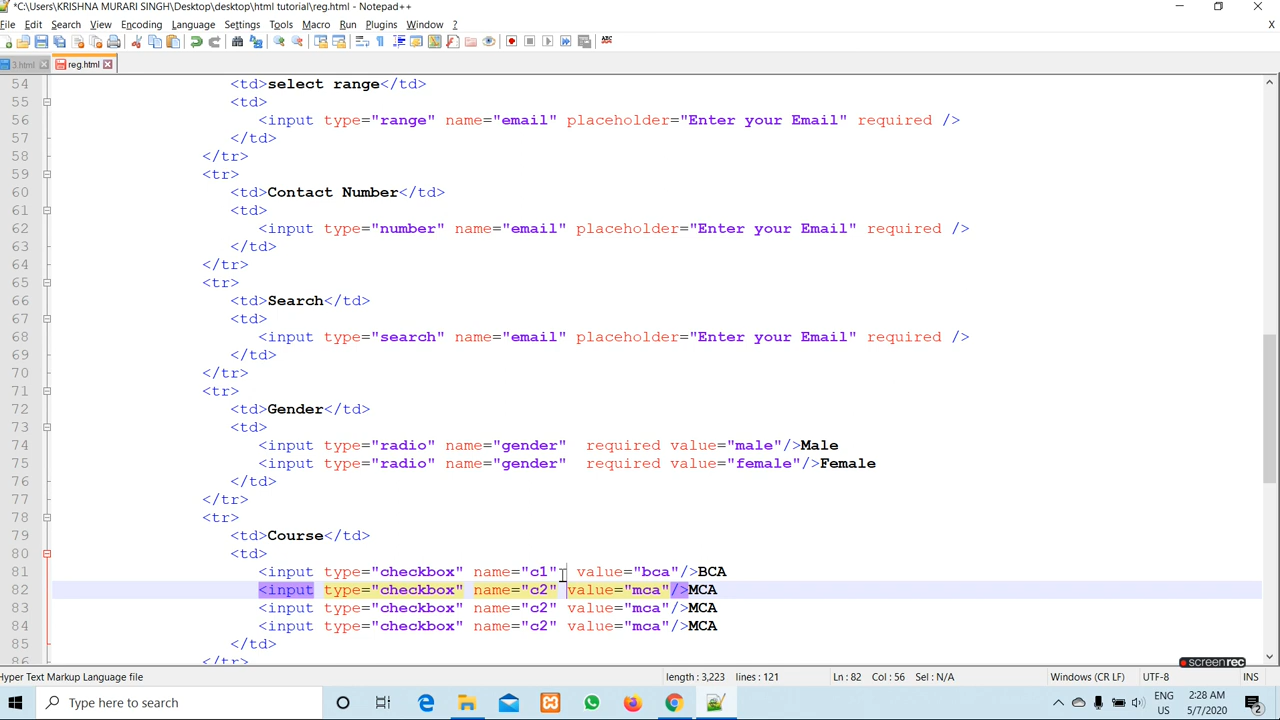 *C:\Users\KRISHNA MURARI SINGH\Desktop\desktop\html tutorial\reg.html - Notepad++
File Edit Search View Encoding Language Settings Tools Macro Run Plugins Window ? X
3.html reg.html
54 <td>select range</td>
55 <td>
56 <input type="range" name="email" placeholder="Enter your Email" required />
57 </td>
58 </tr>
59 <tr>
60 <td>Contact Number</td>
61 <td>
62 <input type="number" name="email" placeholder="Enter your Email" required />
63 </td>
64 </tr>
65 <tr>
66 <td>Search</td>
67 <td>
68 <input type="search" name="email" placeholder="Enter your Email" required />
69 </td>
70 </tr>
71 <tr>
72 <td>Gender</td>
73 <td>
74 <input type="radio" name="gender"  required value="male"/>Male
75 <input type="radio" name="gender"  required value="female"/>Female
76 </td>
77 </tr>
78 <tr>
79 <td>Course</td>
80 <td>
81 <input type="checkbox" name="c1"  value="bca"/>BCA
82 <input type="checkbox" name="c2" value="mca"/>MCA
83 <input type="checkbox" name="c2" value="mca"/>MCA
84 <input type="checkbox" name="c2" value="mca"/>MCA
85 </td>
86 </tr>
screenrec
Hyper Text Markup Language file length : 3,223 lines : 121 Ln : 82 Col : 56 Sel : N/A Windows (CR LF) UTF-8 INS
Type here to search ENG US 2:28 AM 5/7/2020 2